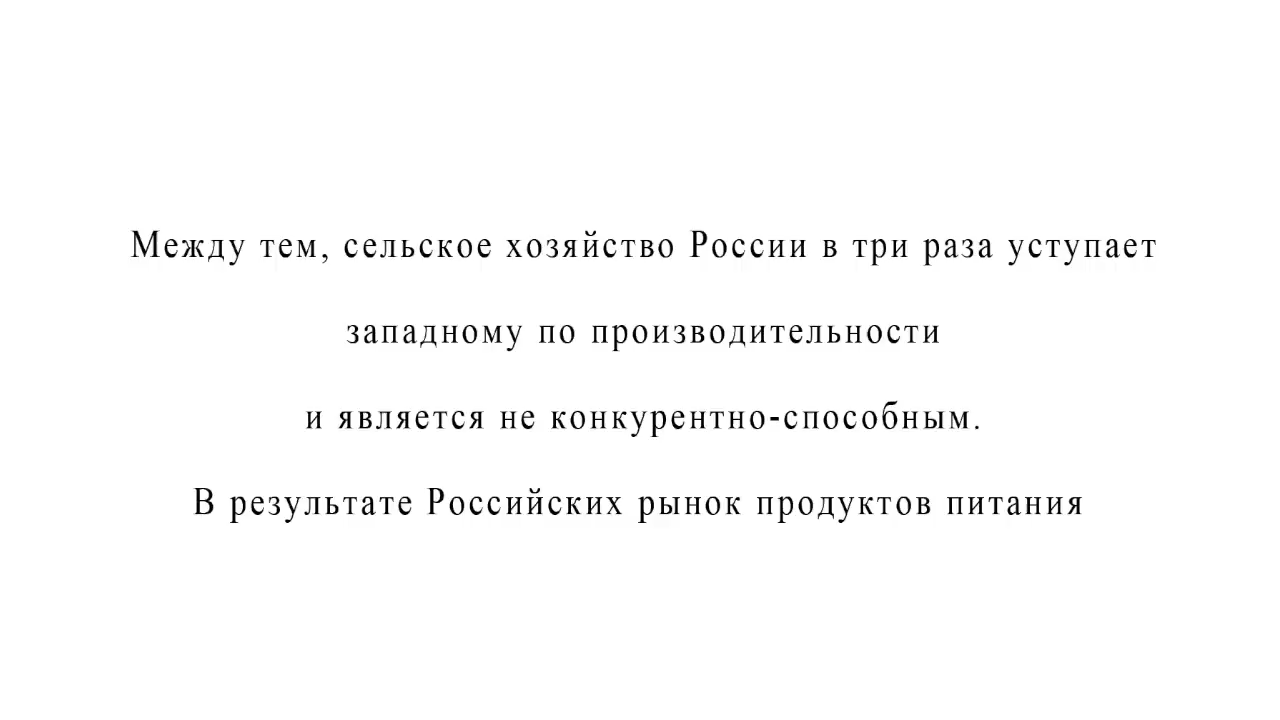 Между тем, сельское хозяйство России в три раза уступает
западному по производительности
и является не конкурентно-способным.
В результате Российских рынок продуктов питания